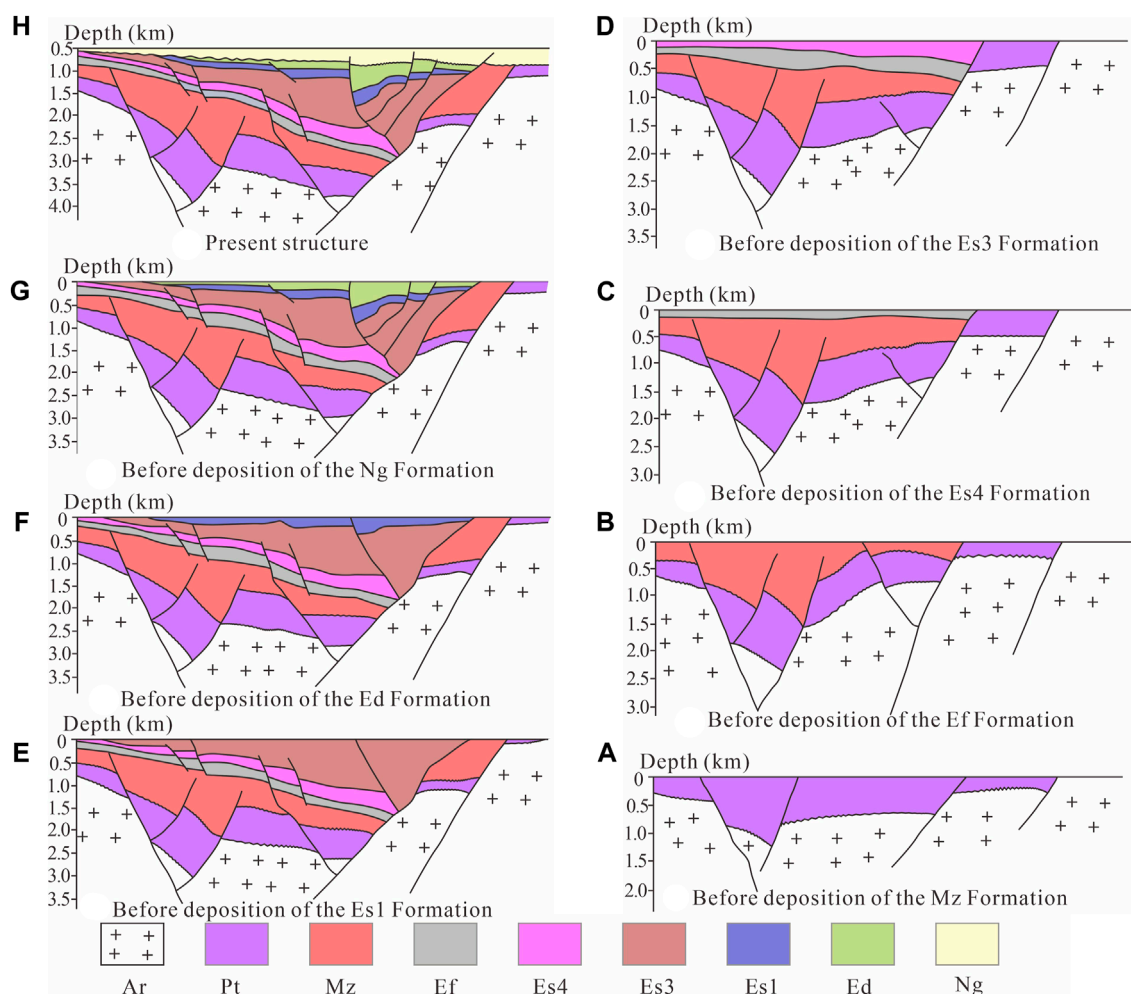 H
Depth (km)
0.5
1.0
1.5
2.0
2.5
3.0
3.5
4.0
Present structure
G
Depth (km)
0
0.5
1.0
1.5
2.0
2.5
3.0
3.5
Before deposition of the Ng Formation
F
Depth (km)
0
0.5
1.0
1.5
2.0
2.5
3.0
3.5
Before deposition of the Ed Formation
E
Depth (km)
0
0.5
1.0
1.5
2.0
2.5
3.0
3.5
Before deposition of the Es1 Formation
D
Depth (km)
0
0.5
1.0
1.5
2.0
2.5
3.0
3.5
Before deposition of the Es3 Formation
C
Depth (km)
0
0.5
1.0
1.5
2.0
2.5
3.0
Before deposition of the Es4 Formation
B
Depth (km)
0
0.5
1.0
1.5
2.0
2.5
3.0
Before deposition of the Ef Formation
A
Depth (km)
0
0.5
1.0
1.5
2.0
Before deposition of the Mz Formation
Ar Pt Mz Ef Es4 Es3 Es1 Ed Ng